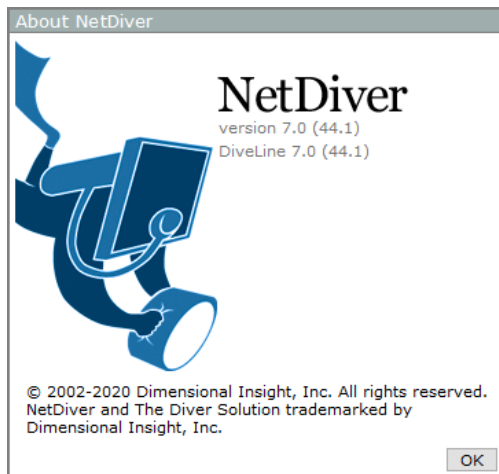 About NetDiver
NetDiver
version 7.0 (44.1)
DiveLine 7.0 (44.1)
© 2002-2020 Dimensional Insight, Inc. All rights reserved.
NetDiver and The Diver Solution trademarked by
Dimensional Insight, Inc.
OK